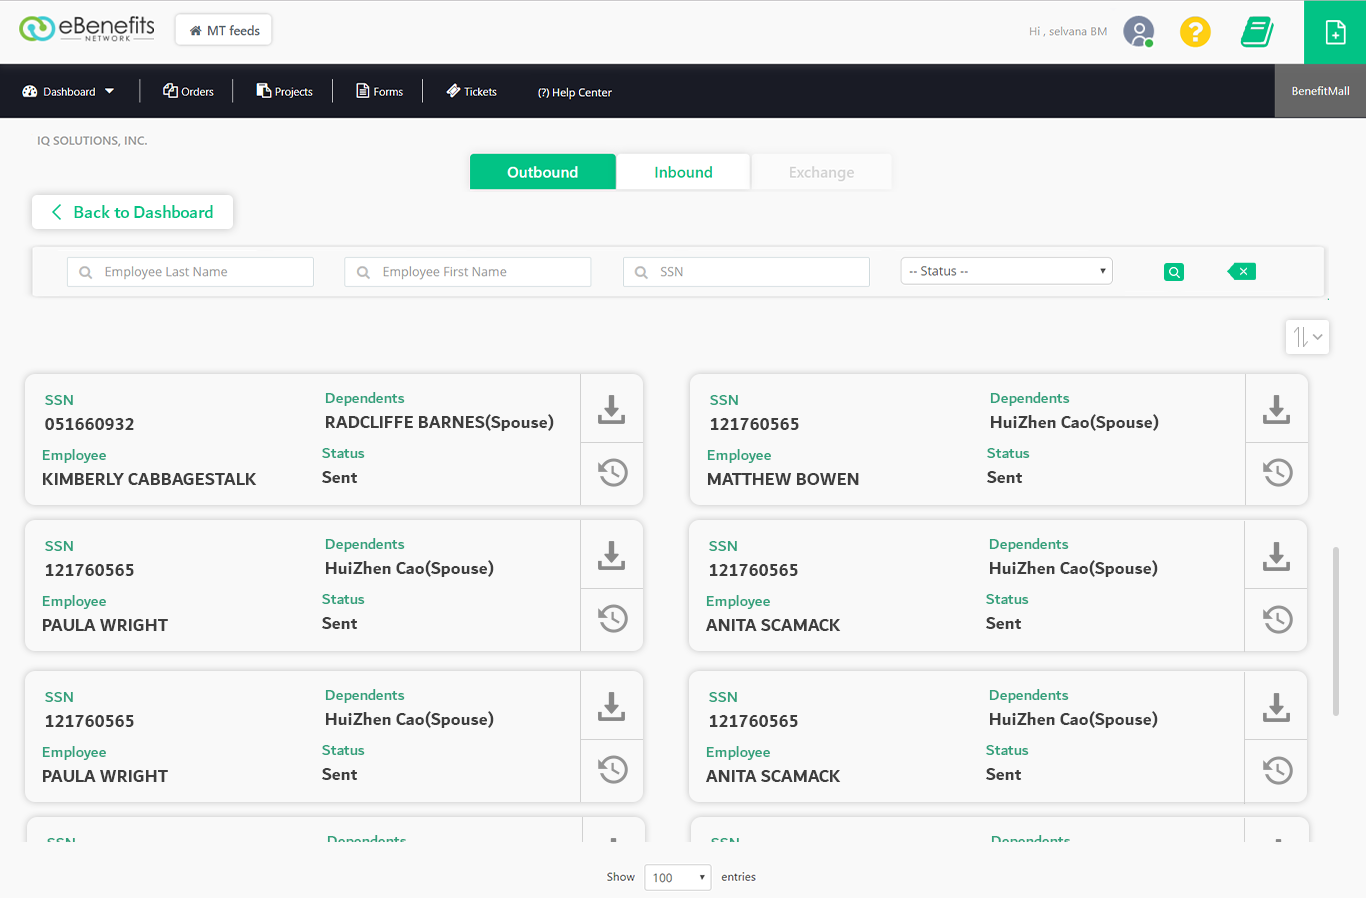 eBenefits
NETWORK
MT feeds
Hi , selvana BM
Dashboard
Orders
Projects
Forms
Tickets
(?) Help Center
BenefitMall
IQ SOLUTIONS, INC.
Outbound
Inbound
Exchange
Back to Dashboard
Employee Last Name
Employee First Name
SSN
-- Status --
SSN
051660932
Dependents
RADCLIFFE BARNES(Spouse)
Employee
KIMBERLY CABBAGESTALK
Status
Sent
SSN
121760565
Dependents
HuiZhen Cao(Spouse)
Employee
MATTHEW BOWEN
Status
Sent
SSN
121760565
Dependents
HuiZhen Cao(Spouse)
Employee
PAULA WRIGHT
Status
Sent
SSN
121760565
Dependents
HuiZhen Cao(Spouse)
Employee
ANITA SCAMACK
Status
Sent
SSN
121760565
Dependents
HuiZhen Cao(Spouse)
Employee
PAULA WRIGHT
Status
Sent
SSN
121760565
Dependents
HuiZhen Cao(Spouse)
Employee
ANITA SCAMACK
Status
Sent
SSN
Dependents
SSN
Dependents
Show 100 entries